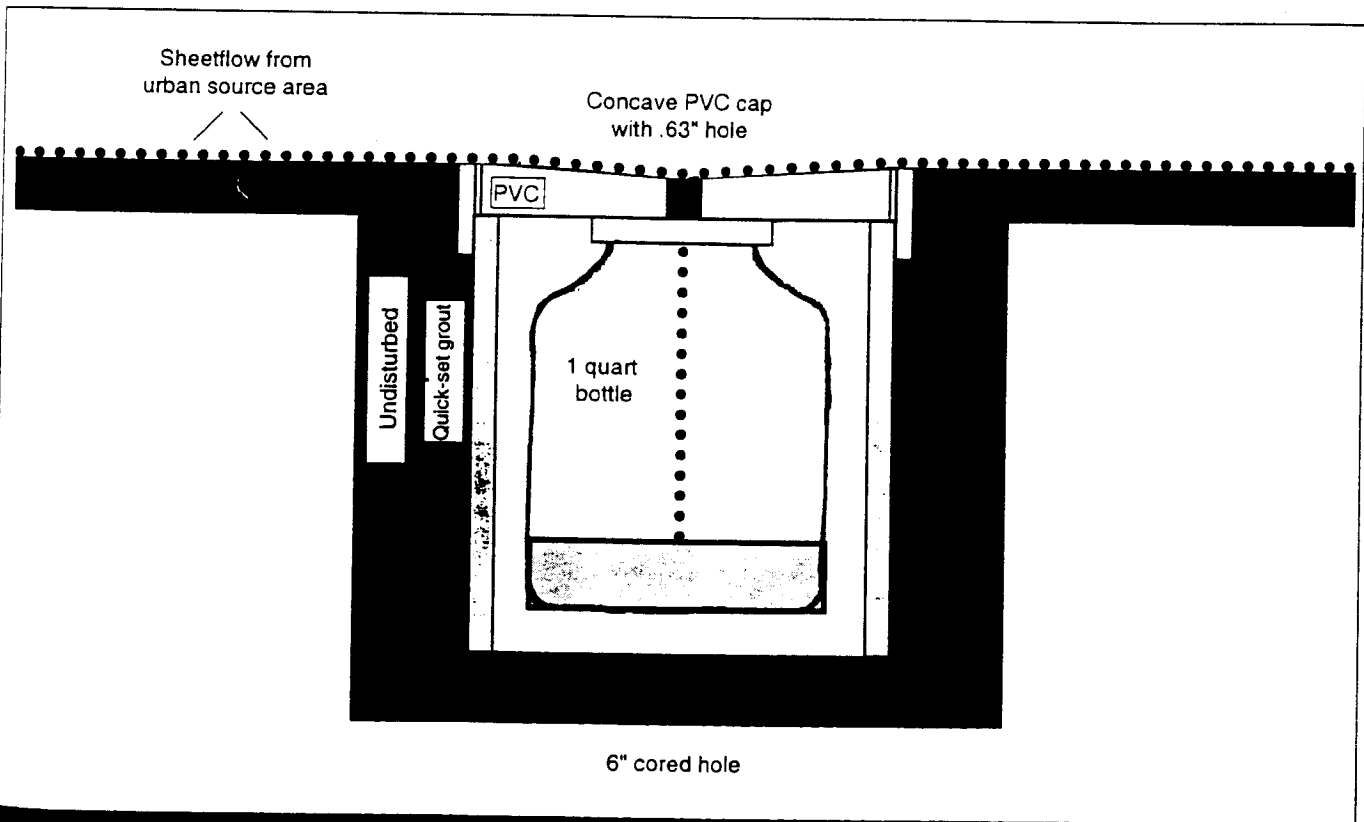 Sheetflow from
urban source area
Concave PVC cap
with .63" hole
PVC
Undisturbed
Quick-set grout
1 quart
bottle
6" cored hole